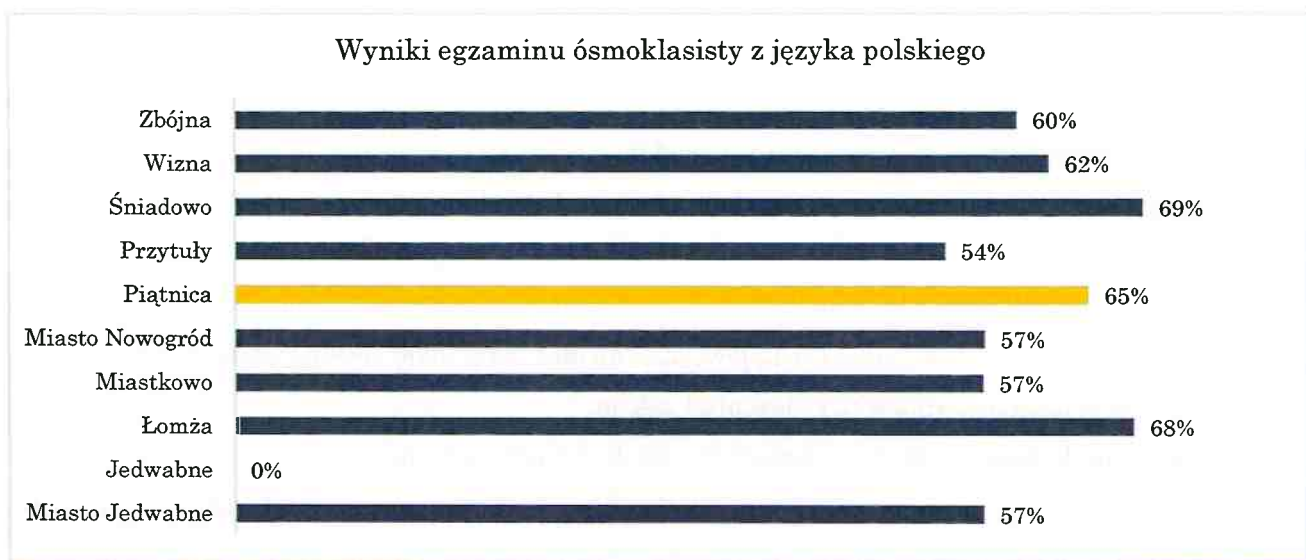 Wyniki egzaminu ósmoklasisty z języka polskiego
Zbójna 60%
Wizna 62%
Śniadowo 69%
Przytuły 54%
Piątnica 65%
Miasto Nowogród 57%
Miastkowo 57%
Łomża 68%
Jedwabne 0%
Miasto Jedwabne 57%